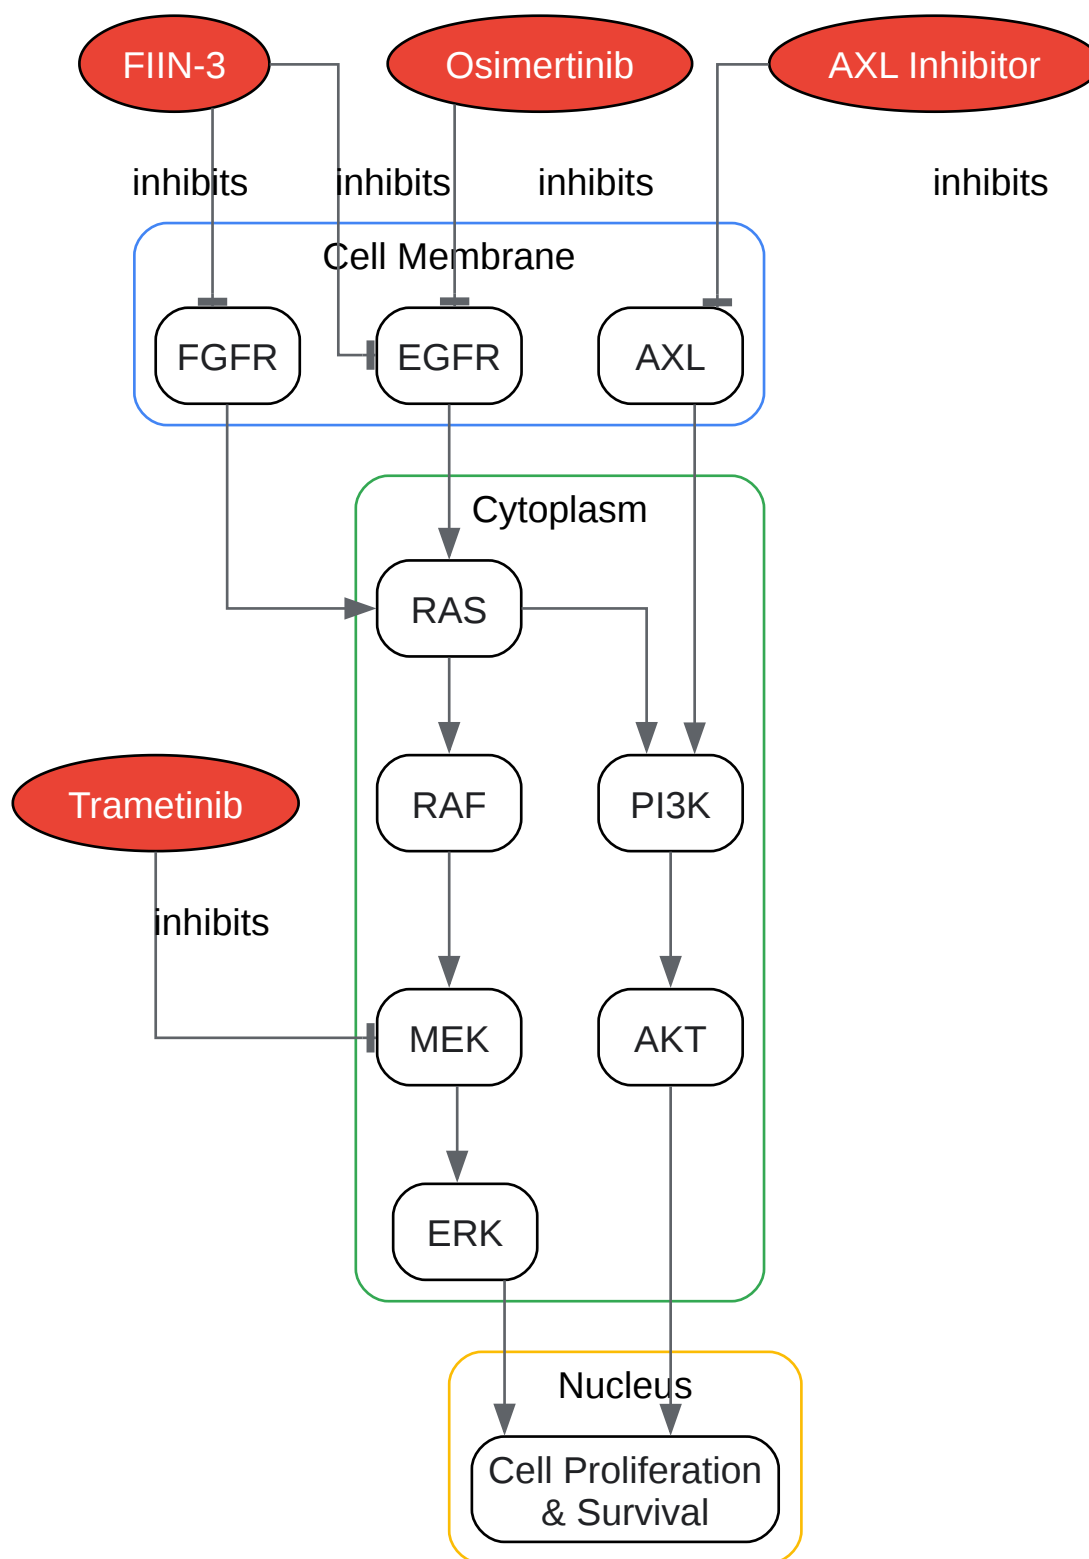 FIIN-3
Osimertinib
AXL Inhibitor
inhibits
inhibits
inhibits
inhibits
Cell Membrane
FGFR
EGFR
AXL
Cytoplasm
RAS
RAF
PI3K
Trametinib
inhibits
MEK
AKT
ERK
Nucleus
Cell Proliferation
& Survival